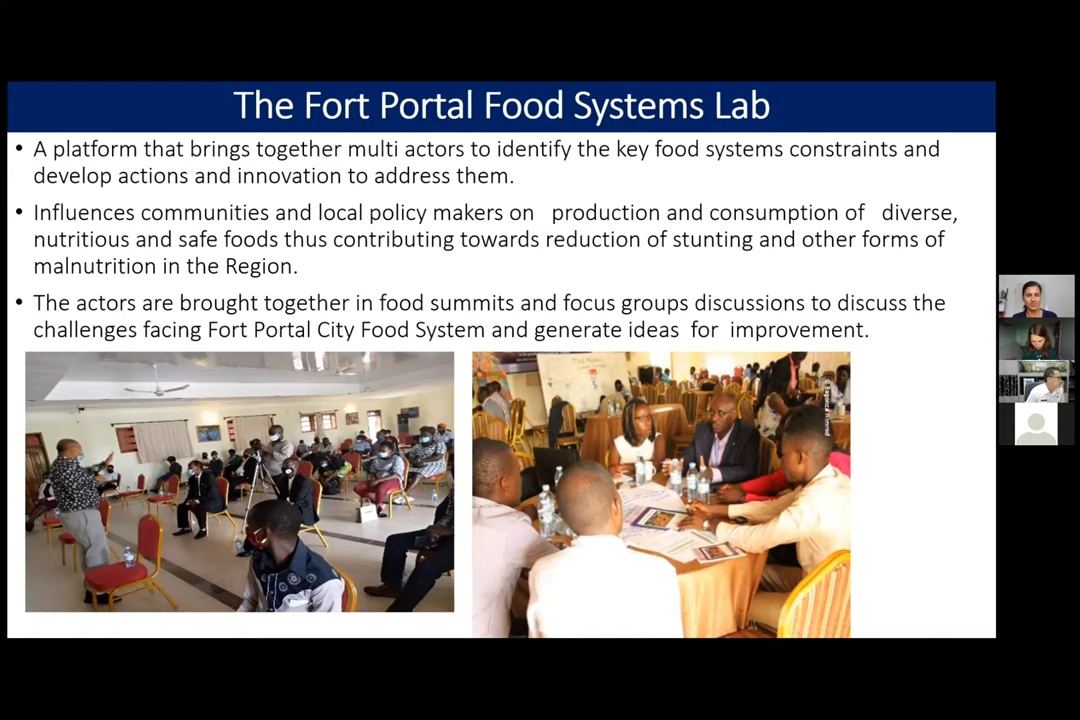 The Fort Portal Food Systems Lab
• A platform that brings together multi actors to identify the key food systems constraints and
develop actions and innovation to address them.
• Influences communities and local policy makers on production and consumption of diverse,
nutritious and safe foods thus contributing towards reduction of stunting and other forms of
malnutrition in the Region.
• The actors are brought together in food summits and focus groups discussions to discuss the
challenges facing Fort Portal City Food System and generate ideas for improvement.